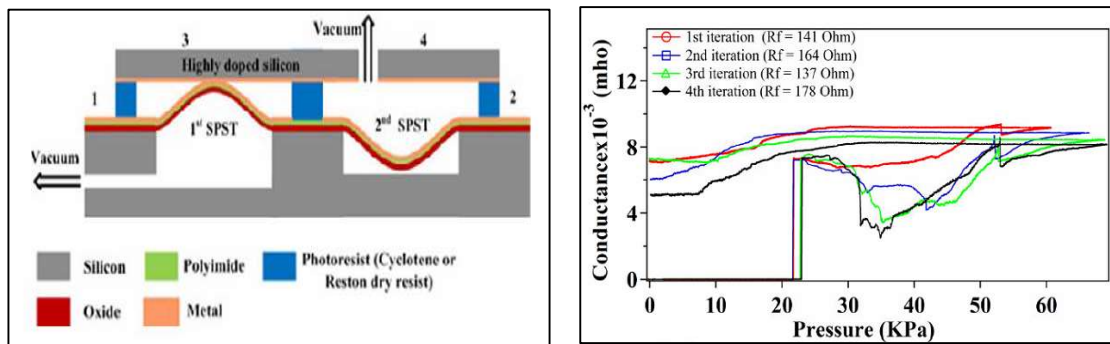 Vacuum
3
4
Highly doped silicon
1
2
1st SPST
2nd SPST
Vacuum
Silicon
Polyimide
Photoresist (Cyclotene or
Reston dry resist)
Oxide
Metal
1st iteration (Rf = 141 Ohm)
2nd iteration (Rf = 164 Ohm)
3rd iteration (Rf = 137 Ohm)
4th iteration (Rf = 178 Ohm)
Conductancex10-3 (mho)
12
8
4
0
0
10
20
30
40
50
60
Pressure (KPa)